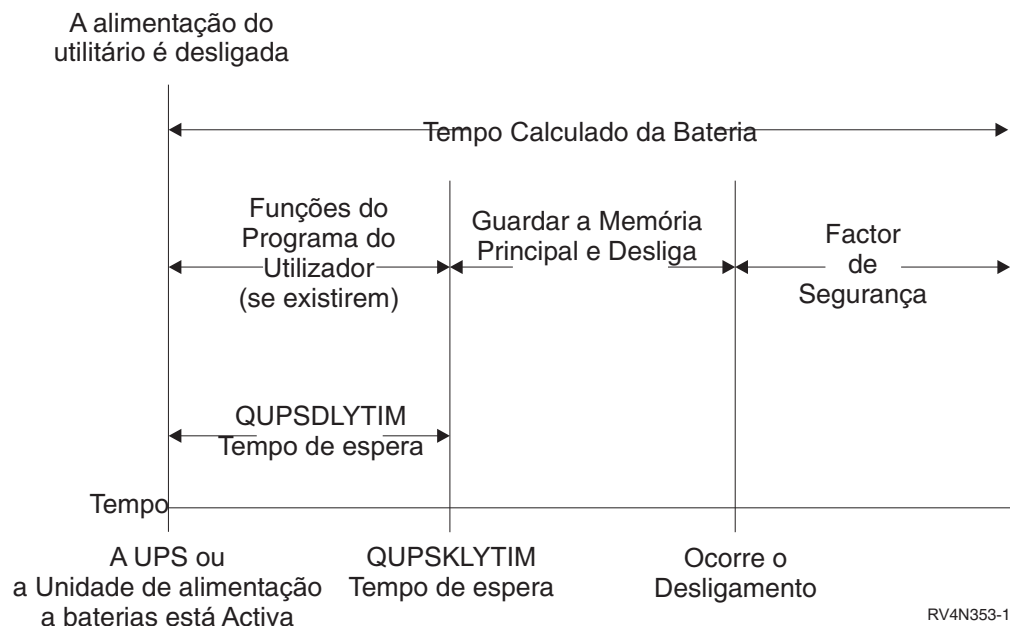 A alimentação do
utilitário é desligada
Tempo Calculado da Bateria
Funções do
Programa do
Utilizador
(se existirem)
Guardar a Memória
Principal e Desliga
Factor
de
Segurança
QUPSDLYTIM
Tempo de espera
Tempo
A UPS ou
a Unidade de alimentação
a baterias está Activa
QUPSKLYTIM
Tempo de espera
Ocorre o
Desligamento
RV4N353-1